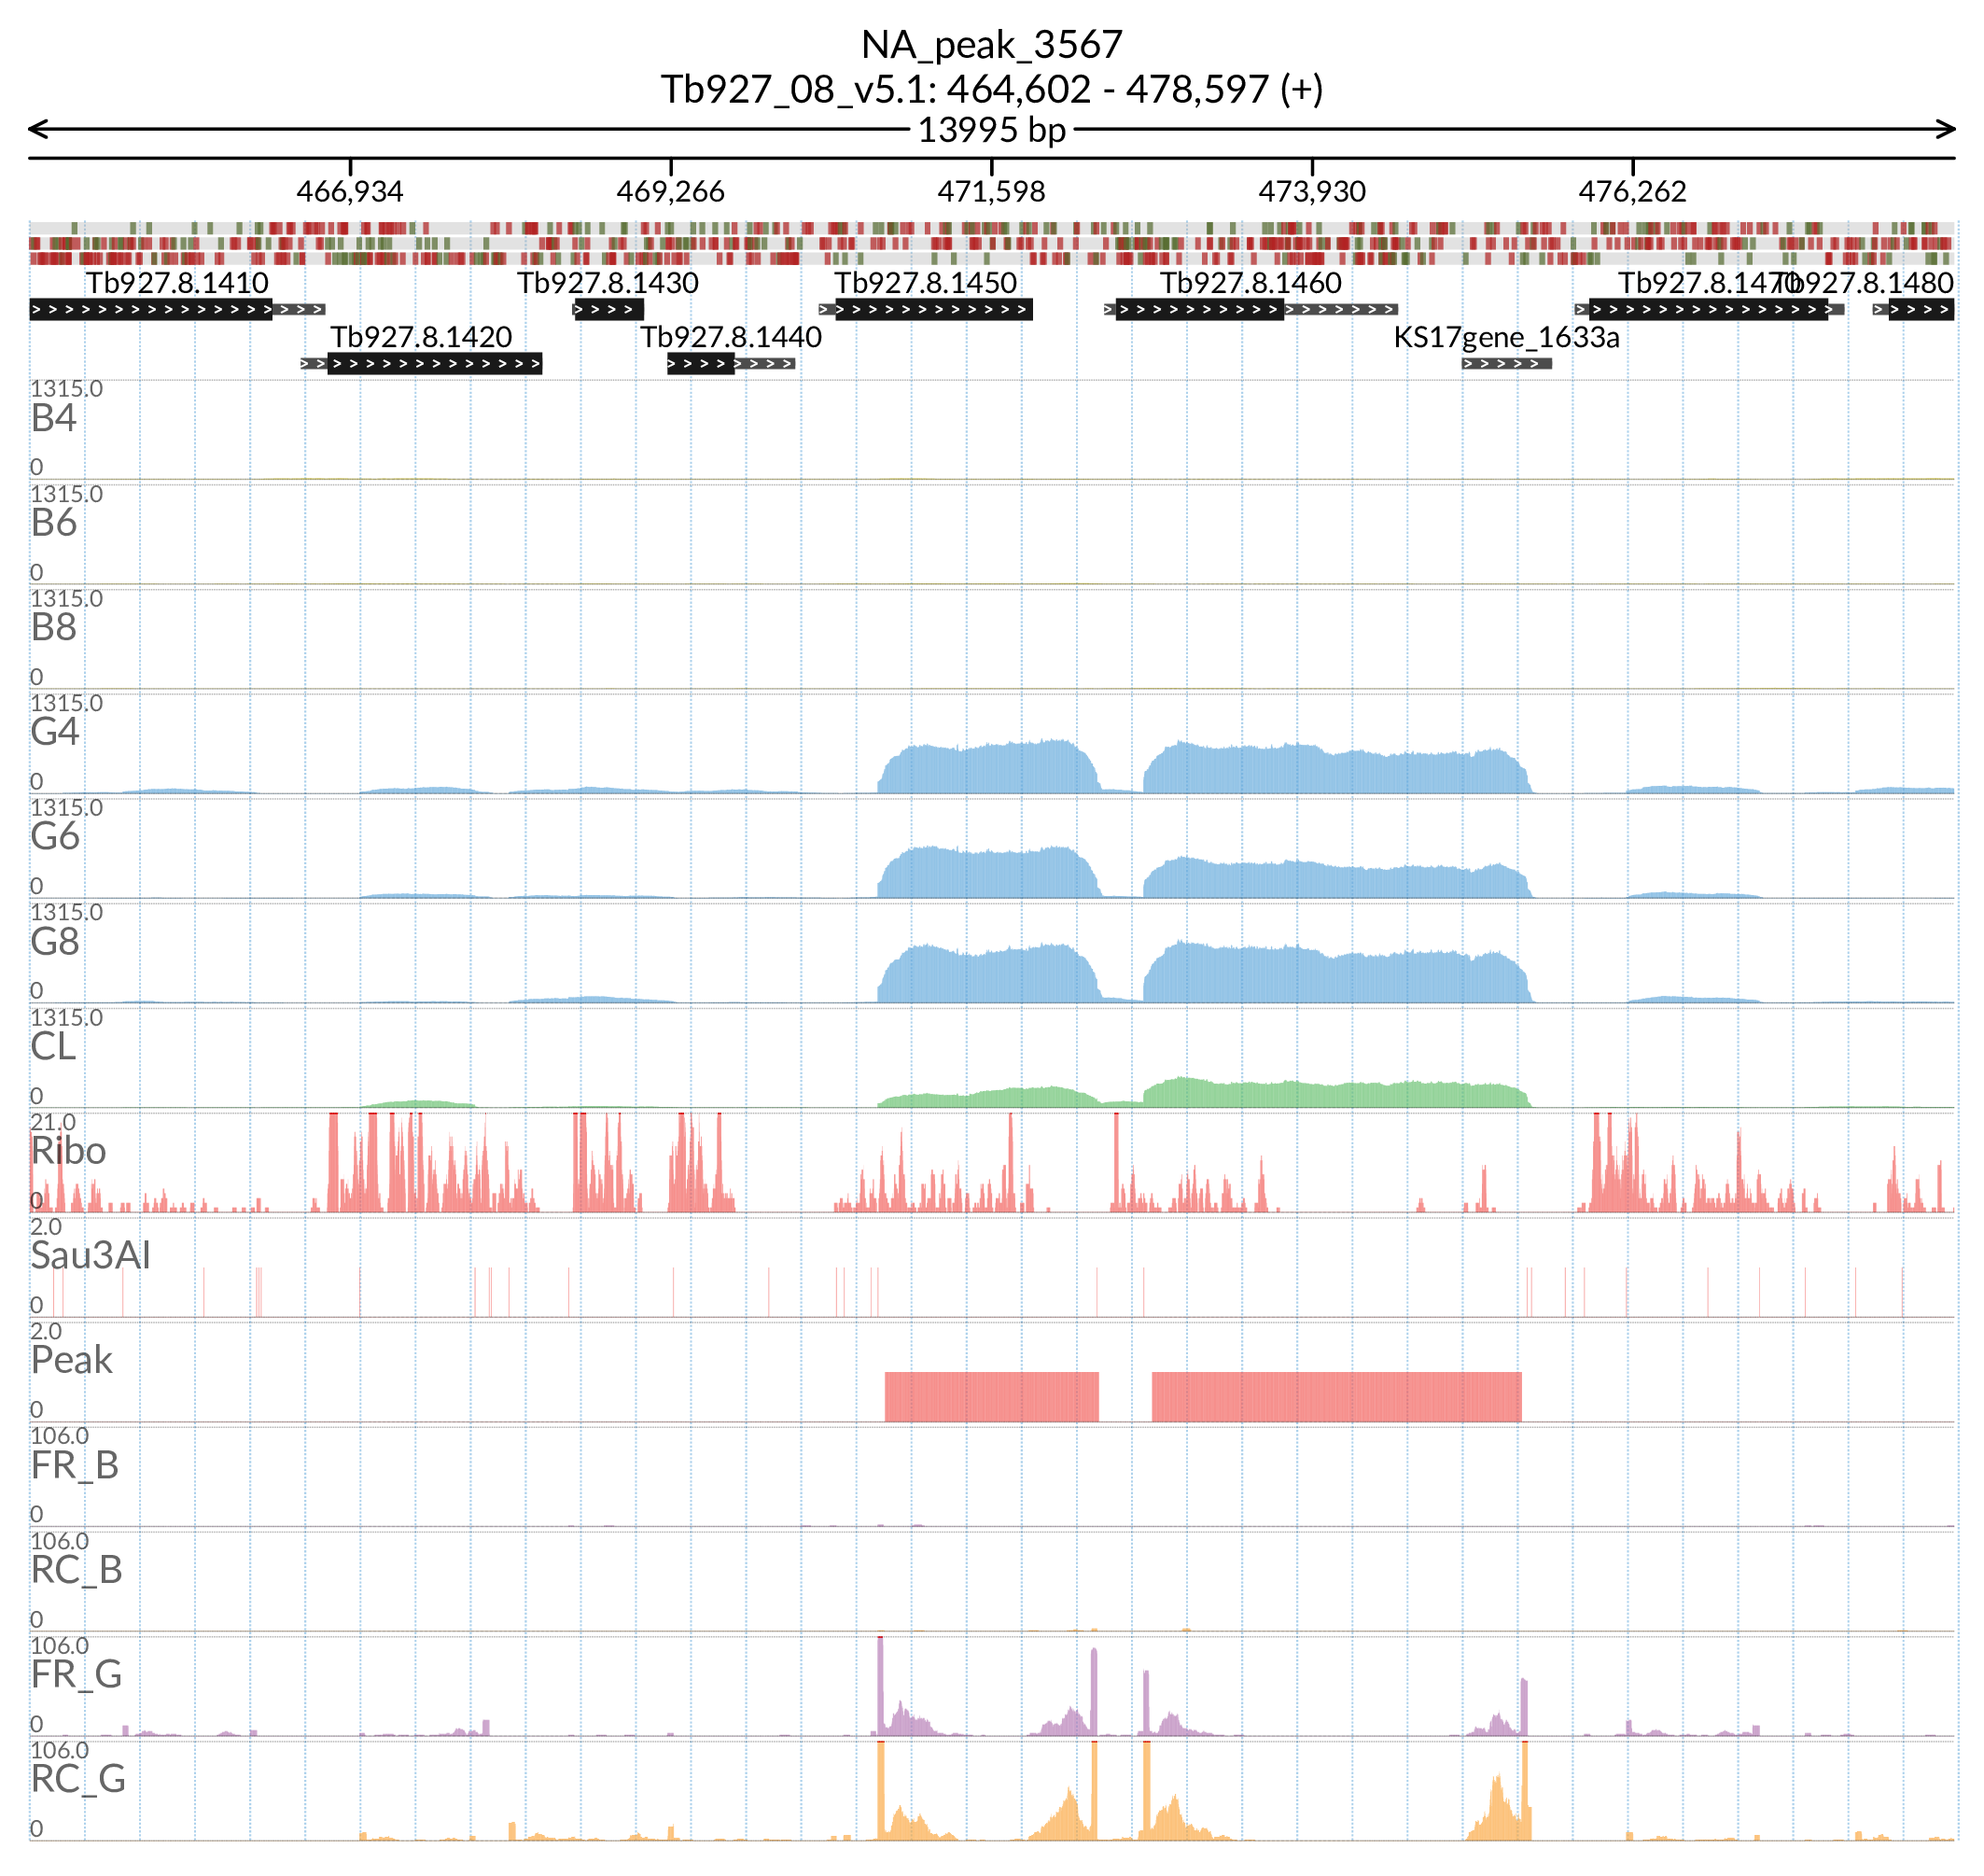 NA_peak_3567
Tb927_08_v5.1: 464,602 - 478,597 (+)
13995 bp
466,934 469,266 471,598 473,930 476,262
Tb927.8.1410 Tb927.8.1430 Tb927.8.1450 Tb927.8.1460 Tb927.8.1470 Tb927.8.1480
Tb927.8.1420 Tb927.8.1440 KS17gene_1633a
1315.0
B4
0
1315.0
B6
0
1315.0
B8
0
1315.0
G4
0
1315.0
G6
0
1315.0
G8
0
1315.0
CL
0
21.0
Ribo
0
2.0
Sau3AI
0
2.0
Peak
0
106.0
FR_B
0
106.0
RC_B
0
106.0
FR_G
0
106.0
RC_G
0